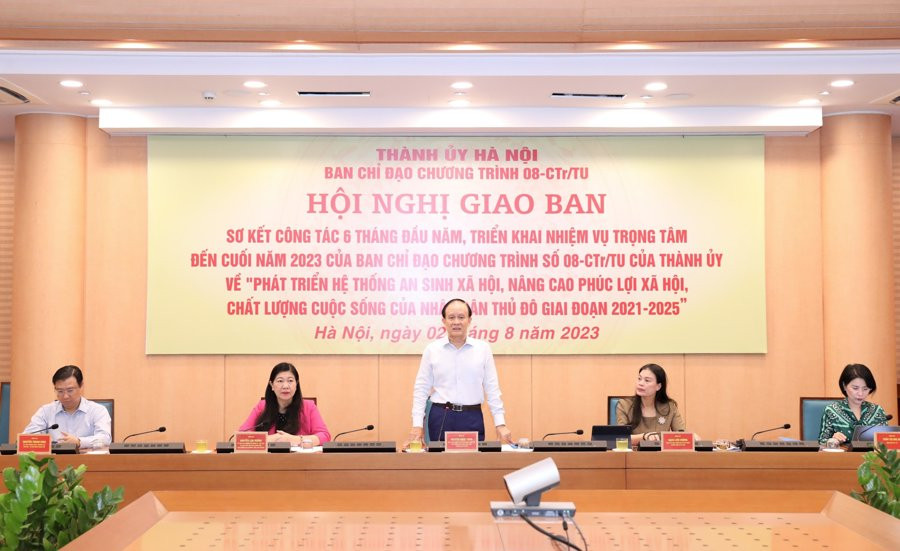 THÀNH ỦY HÀ NỘI
BAN CHỈ ĐẠO CHƯƠNG TRÌNH 08-CTr/TU
HỘI NGHỊ GIAO BAN
SƠ KẾT CÔNG TÁC 6 THÁNG ĐẦU NĂM, TRIỂN KHAI NHIỆM VỤ TRỌNG TÂM
ĐẾN CUỐI NĂM 2023 CỦA BAN CHỈ ĐẠO CHƯƠNG TRÌNH SỐ 08-CTr/TU CỦA THÀNH ỦY
VỀ "PHÁT TRIỂN HỆ THỐNG AN SINH XÃ HỘI, NÂNG CAO PHÚC LỢI XÃ HỘI,
CHẤT LƯỢNG CUỘC SỐNG CỦA THỦ ĐÔ GIAI ĐOẠN 2021-2025"
Hà Nội, ngày 8 năm 2023